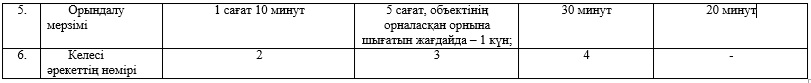 5. Орындалу 1 сағат 10 минут 5 сағат, объектінің 30 минут 20 минут
мерзімі орналасқан орнына
шығатын жағдайда – 1 күн;
6. Келесі 2 3 4 -
әрекеттің нөмірі